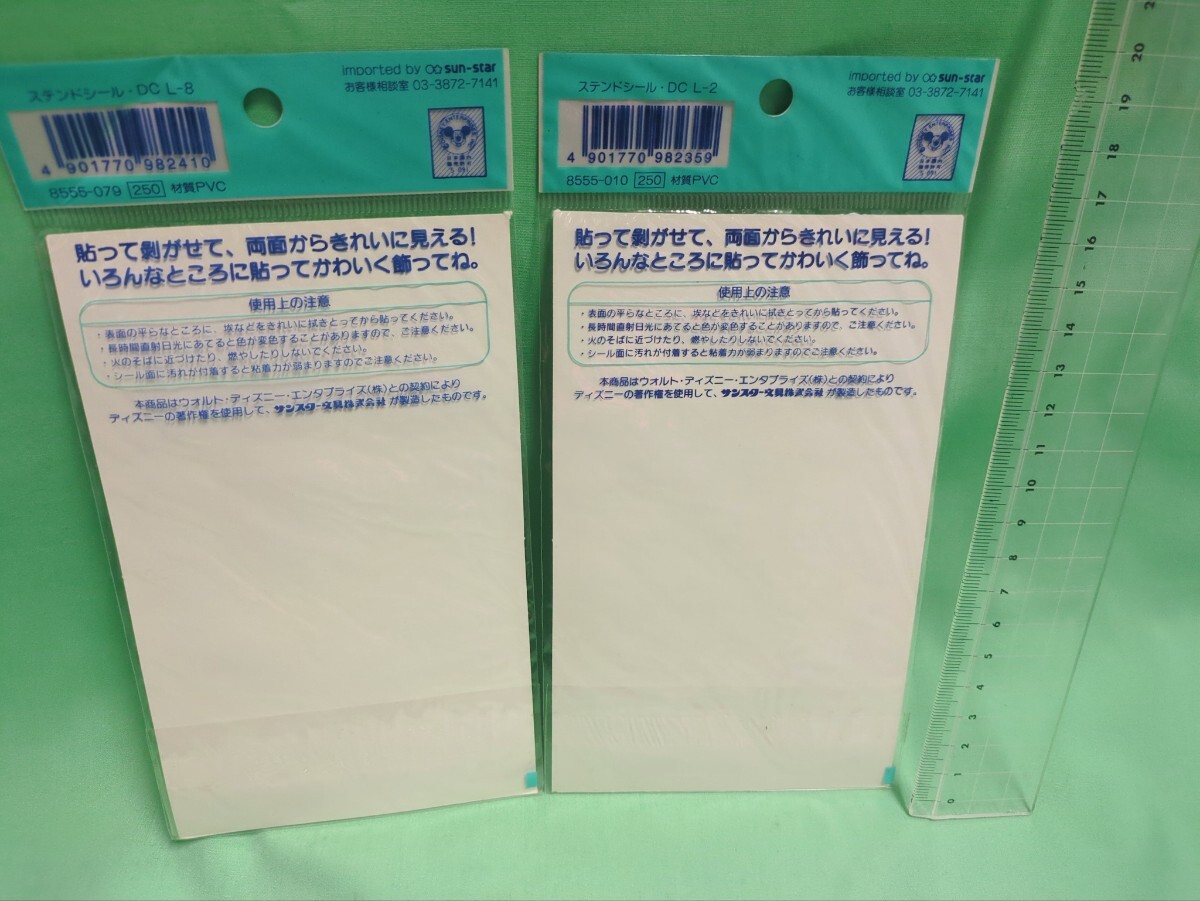 ステンドシール・DC L-8
imported by sun-star
お客様相談室 03-3872-7141
4 901770 982410
8555-079 250 材質PVC
貼って剝がせて、両面からきれいに見える!
いろんなところに貼ってかわいく飾ってね。
使用上の注意
・表面の平らなところに、埃などをきれいに拭きとってから貼ってください。
・長時間直射日光にあてると色が変色することがありますので、ご注意ください。
・火のそばに近づけたり、燃やしたりしないでください。
・シール面に汚れが付着すると粘着力が弱まりますのでご注意ください。
本商品はウォルト・ディズニー・エンタプライズ(株)との契約により
ディズニーの著作権を使用して、サンスター文具株式会社が製造したものです。
ステンドシール・DC L-2
imported by sun-star
お客様相談室 03-3872-7141
4 901770 982359
8555-010 250 材質PVC
貼って剝がせて、両面からきれいに見える!
いろんなところに貼ってかわいく飾ってね。
使用上の注意
・表面の平らなところに、埃などをきれいに拭きとってから貼ってください。
・長時間直射日光にあてると色が変色することがありますので、ご注意ください。
・火のそばに近づけたり、燃やしたりしないでください。
・シール面に汚れが付着すると粘着力が弱まりますのでご注意ください。
本商品はウォルト・ディズニー・エンタプライズ(株)との契約により
ディズニーの著作権を使用して、サンスター文具株式会社が製造したものです。
20
19
18
17
16
15
14
13
12
11
10
9
8
7
6
5
4
3
2
1
0